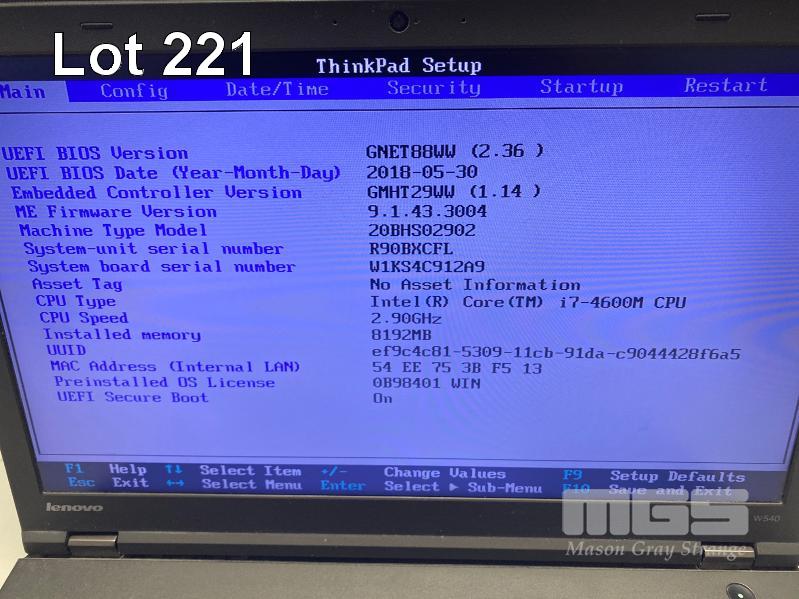 Lot 221
ThinkPad Setup
Main Config Date/Time Security Startup Restart
UEFI BIOS Version GNET88WW (2.36 )
UEFI BIOS Date (Year-Month-Day) 2018-05-30
Embedded Controller Version GMHT29WW (1.14 )
ME Firmware Version 9.1.43.3004
Machine Type Model 20BHS02902
System-unit serial number R90BXCFL
System board serial number W1KS4C912A9
Asset Tag No Asset Information
CPU Type Intel(R) Core(TM) i7-4600M CPU
CPU Speed 2.90GHz
Installed memory 8192MB
UUID ef9c4c81-5309-11cb-91da-c9044428f6a5
MAC Address (Internal LAN) 54 EE 75 3B F5 13
Preinstalled OS License 0B98401 WIN
UEFI Secure Boot On
F1 Help ↑↓ Select Item +/- Change Values F9 Setup Defaults
Esc Exit ↔ Select Menu Enter Select ▶ Sub-Menu F10 Save and Exit
lenovo
MGS
W540
Mason Gray Strange